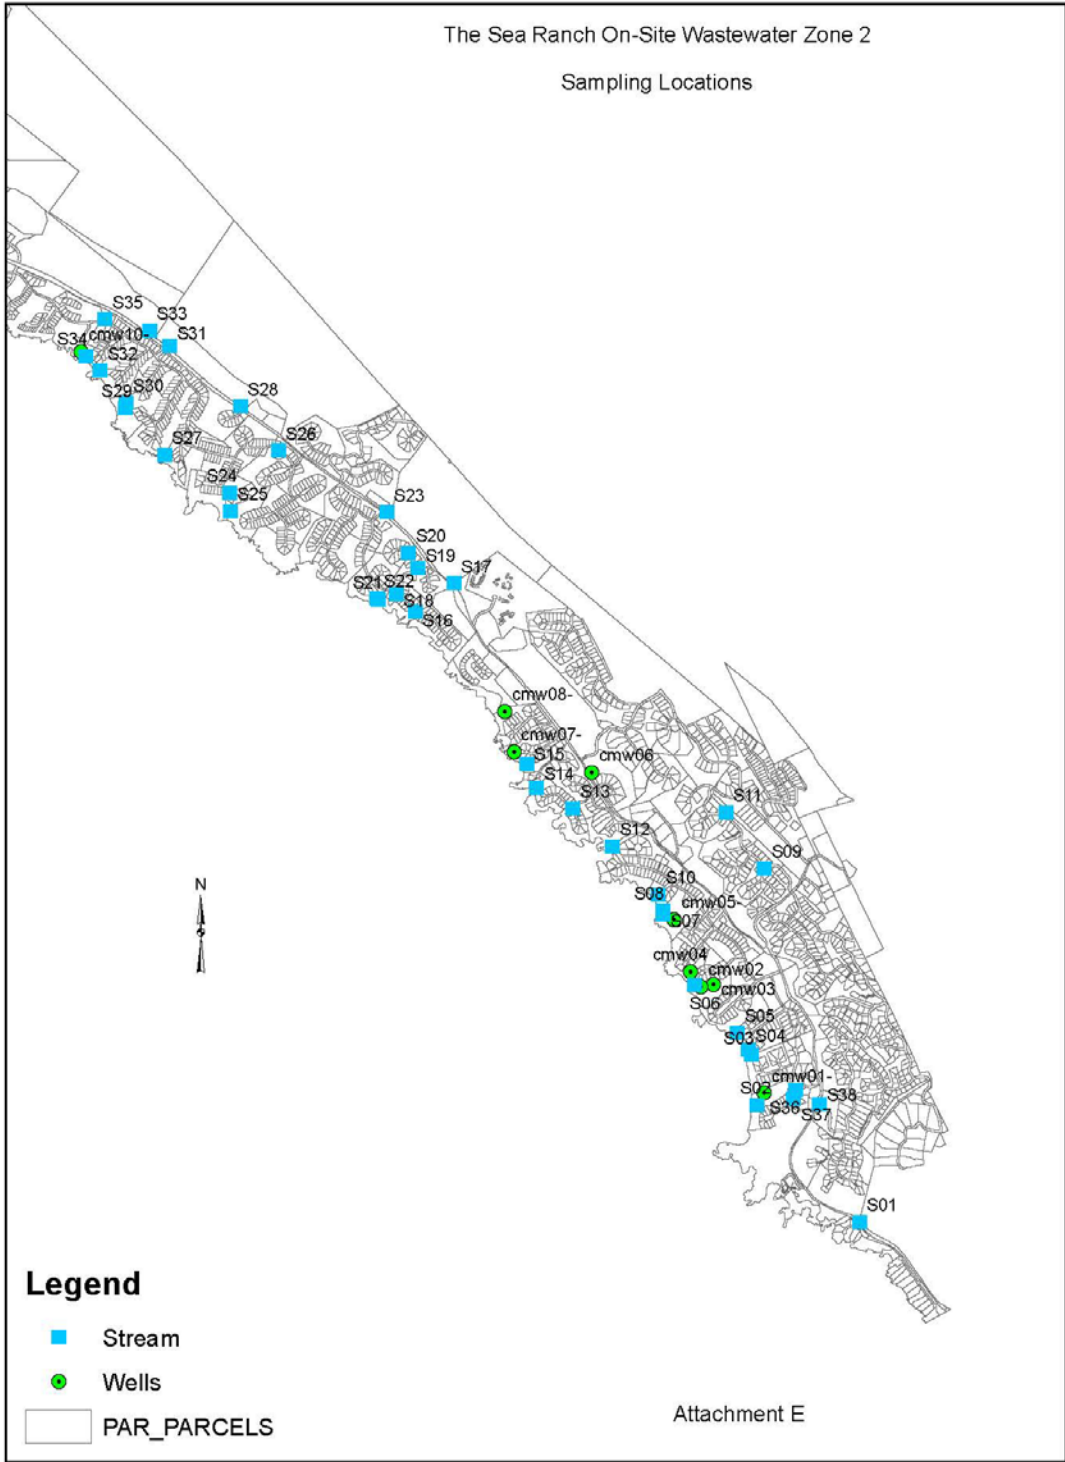 The Sea Ranch On-Site Wastewater Zone 2
Sampling Locations
S35
S33
S34
cmw10-
S31
S32
S30
S29
S28
S26
S27
S24
S25
S23
S20
S19
S17
S21
S22
S18
S16
cmw08-
cmw07-
S15
cmw06
S14
S13
S11
S12
S09
S10
S08
cmw05-
S07
cmw04
cmw02
cmw03
S06
S05
S03
S04
cmw01-
S02
S36
S38
S37
S01
N
Legend
Stream
Wells
PAR_PARCELS
Attachment E